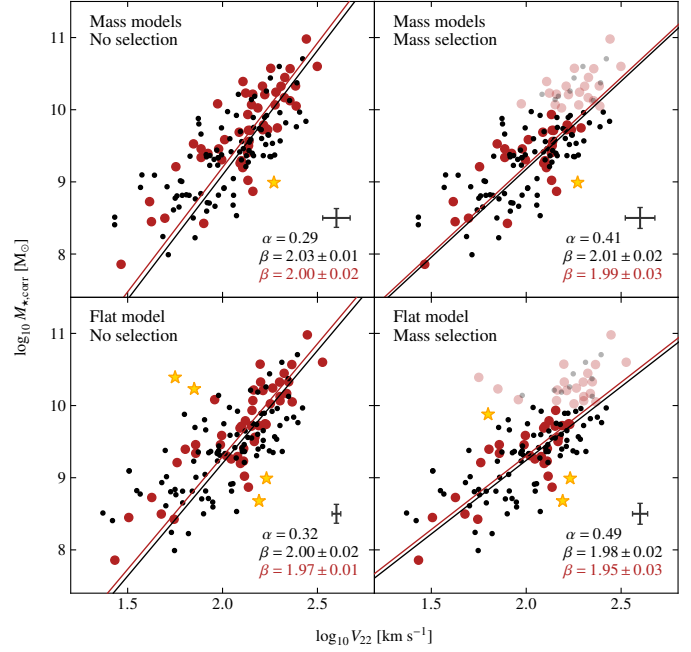 Mass models
No selection
11
10
9
8
α = 0.29
β = 2.03 ± 0.01
β = 2.00 ± 0.02
Mass models
Mass selection
α = 0.41
β = 2.01 ± 0.02
β = 1.99 ± 0.03
log₁₀ M⋆,corr [M⊙]
Flat model
No selection
11
10
9
8
α = 0.32
β = 2.00 ± 0.02
β = 1.97 ± 0.01
1.5 2.0 2.5
Flat model
Mass selection
α = 0.49
β = 1.98 ± 0.02
β = 1.95 ± 0.03
1.5 2.0 2.5
log₁₀ V₂₂ [km s⁻¹]